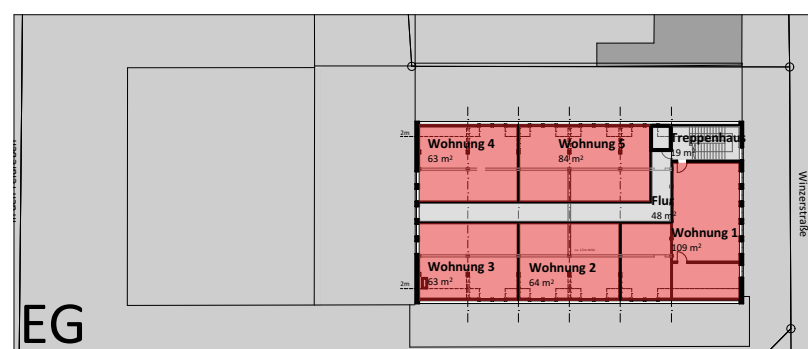 2m
Wohnung 4
63 m²
Wohnung 5
84 m²
Treppenhaus
19 m²
Flur
48 m²
Wohnung 1
109 m²
Winzerstraße
Wohnung 3
63 m²
Wohnung 2
64 m²
2m
EG